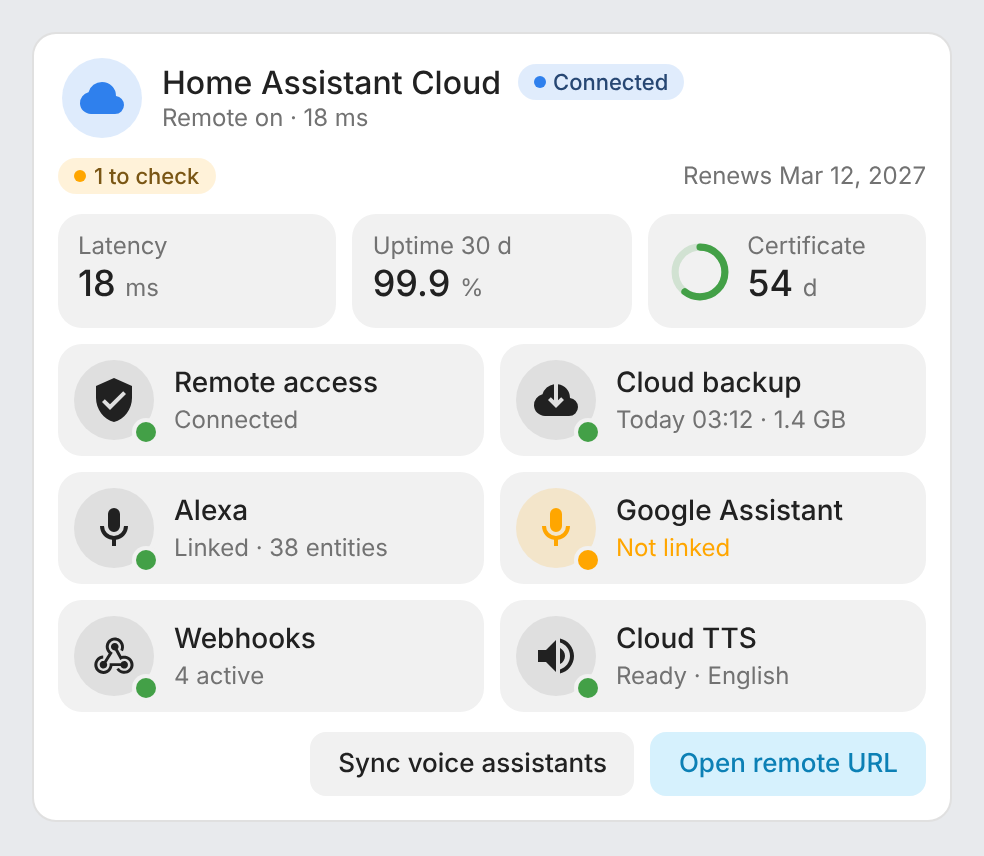 Home Assistant Cloud
Connected
Remote on · 18 ms
1 to check
Renews Mar 12, 2027
Latency
18 ms
Uptime 30 d
99.9 %
Certificate
54 d
Remote access
Connected
Cloud backup
Today 03:12 · 1.4 GB
Alexa
Linked · 38 entities
Google Assistant
Not linked
Webhooks
4 active
Cloud TTS
Ready · English
Sync voice assistants
Open remote URL